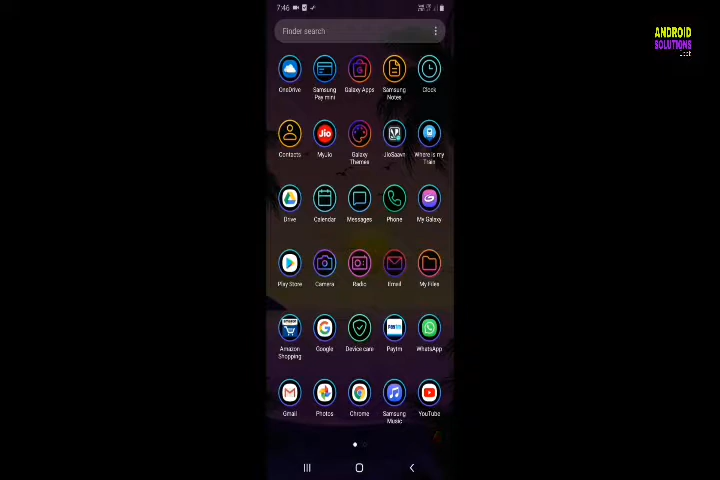 7:46
ANDROID
SOLUTIONS
Finder search
OneDrive
Samsung
Pay mini
Galaxy Apps
Samsung
Notes
Clock
Contacts
Jio
MyJio
Galaxy
Themes
JioSaavn
Where is my
Train
Drive
Calendar
Messages
Phone
My Galaxy
Play Store
Camera
Radio
Email
My Files
Amazon
Shopping
Google
Device care
Paytm
WhatsApp
Gmail
Photos
Chrome
Samsung
Music
YouTube